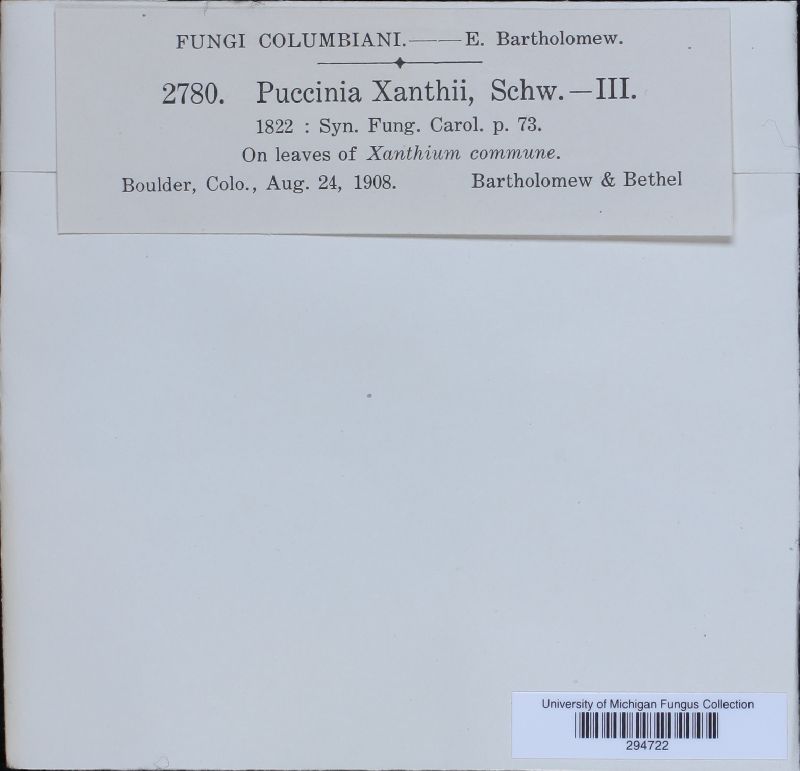 FUNGI COLUMBIANI.——E. Bartholomew.
2780. Puccinia Xanthii, Schw.—III.
1822 : Syn. Fung. Carol. p. 73.
On leaves of Xanthium commune.
Boulder, Colo., Aug. 24, 1908. Bartholomew & Bethel
University of Michigan Fungus Collection
294722